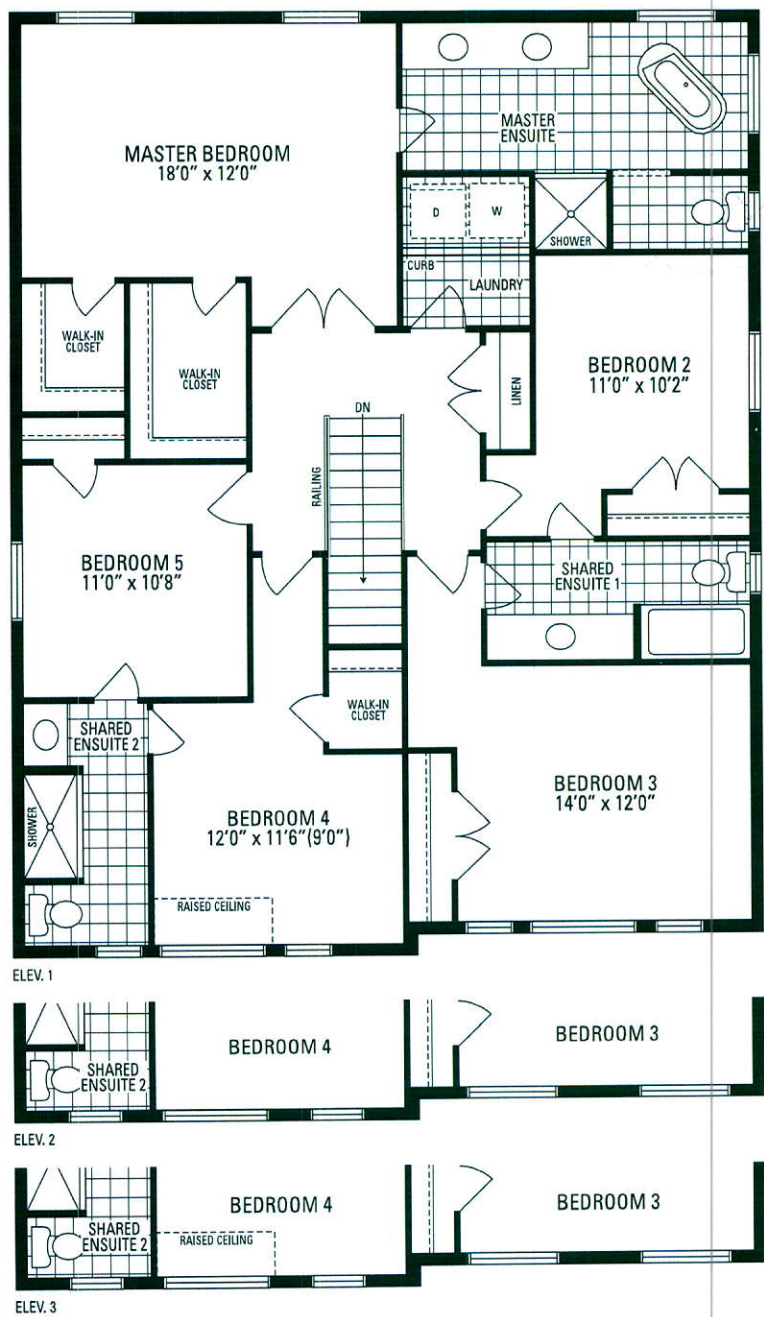 MASTER BEDROOM
18'0" x 12'0"
MASTER
ENSUITE
D
W
SHOWER
CURB
LAUNDRY
WALK-IN
CLOSET
WALK-IN
CLOSET
LINEN
BEDROOM 2
11'0" x 10'2"
DN
RAILING
BEDROOM 5
11'0" x 10'8"
SHARED
ENSUITE 1
WALK-IN
CLOSET
SHARED
ENSUITE 2
SHOWER
BEDROOM 4
12'0" x 11'6"(9'0")
BEDROOM 3
14'0" x 12'0"
RAISED CEILING
ELEV. 1
BEDROOM 4
BEDROOM 3
SHARED
ENSUITE 2
ELEV. 2
BEDROOM 4
BEDROOM 3
SHARED
ENSUITE 2
RAISED CEILING
ELEV. 3